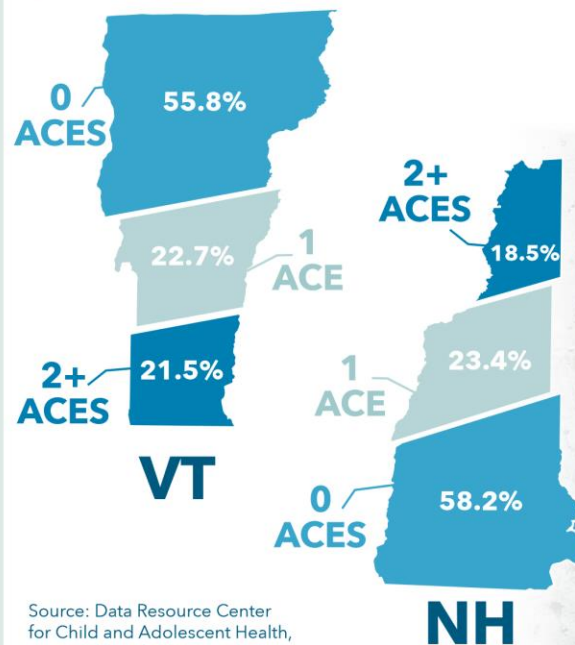 0
ACES
55.8%
22.7%
1
ACE
2+
ACES
21.5%
VT
2+
ACES
18.5%
1
ACE
23.4%
0
ACES
58.2%
NH
Source: Data Resource Center
for Child and Adolescent Health,